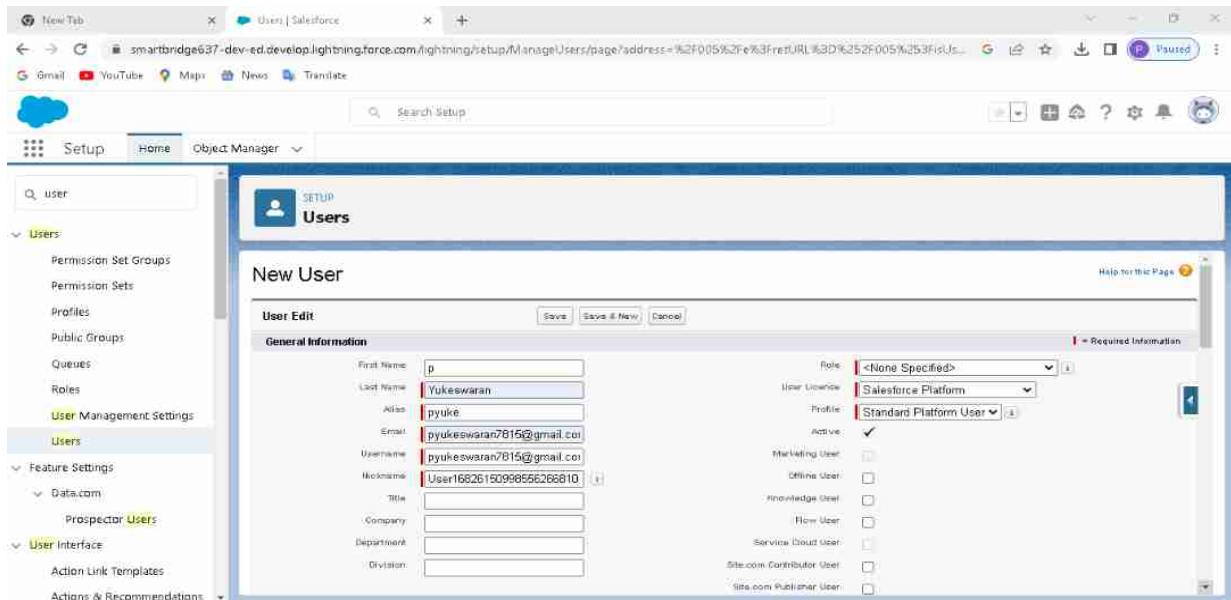 New Tab
Users | Salesforce
smartbridge637-dev-ed.develop.lightning.force.com/lightning/setup/ManageUsers/page?address=%2F005%2Fe%3FretURL%3D%252F005%253FisUs...
P Paused
Gmail YouTube Maps News Translate
Search Setup
Setup Home Object Manager
user
SETUP
Users
Users
Permission Set Groups
Permission Sets
Profiles
Public Groups
Queues
Roles
User Management Settings
Users
Feature Settings
Data.com
Prospector Users
User Interface
Action Link Templates
Actions & Recommendations
New User
Help for this Page
User Edit Save Save & New Cancel
General Information = Required Information
First Name p
Last Name Yukeswaran
Alias pyuke
Email pyukeswaran7815@gmail.co
Username pyukeswaran7815@gmail.co
Nickname User16826150998556266810
Title
Company
Department
Division
Role <None Specified>
User License Salesforce Platform
Profile Standard Platform User
Active
Marketing User
Offline User
Knowledge User
Flow User
Service Cloud User
Site.com Contributor User
Site.com Publisher User